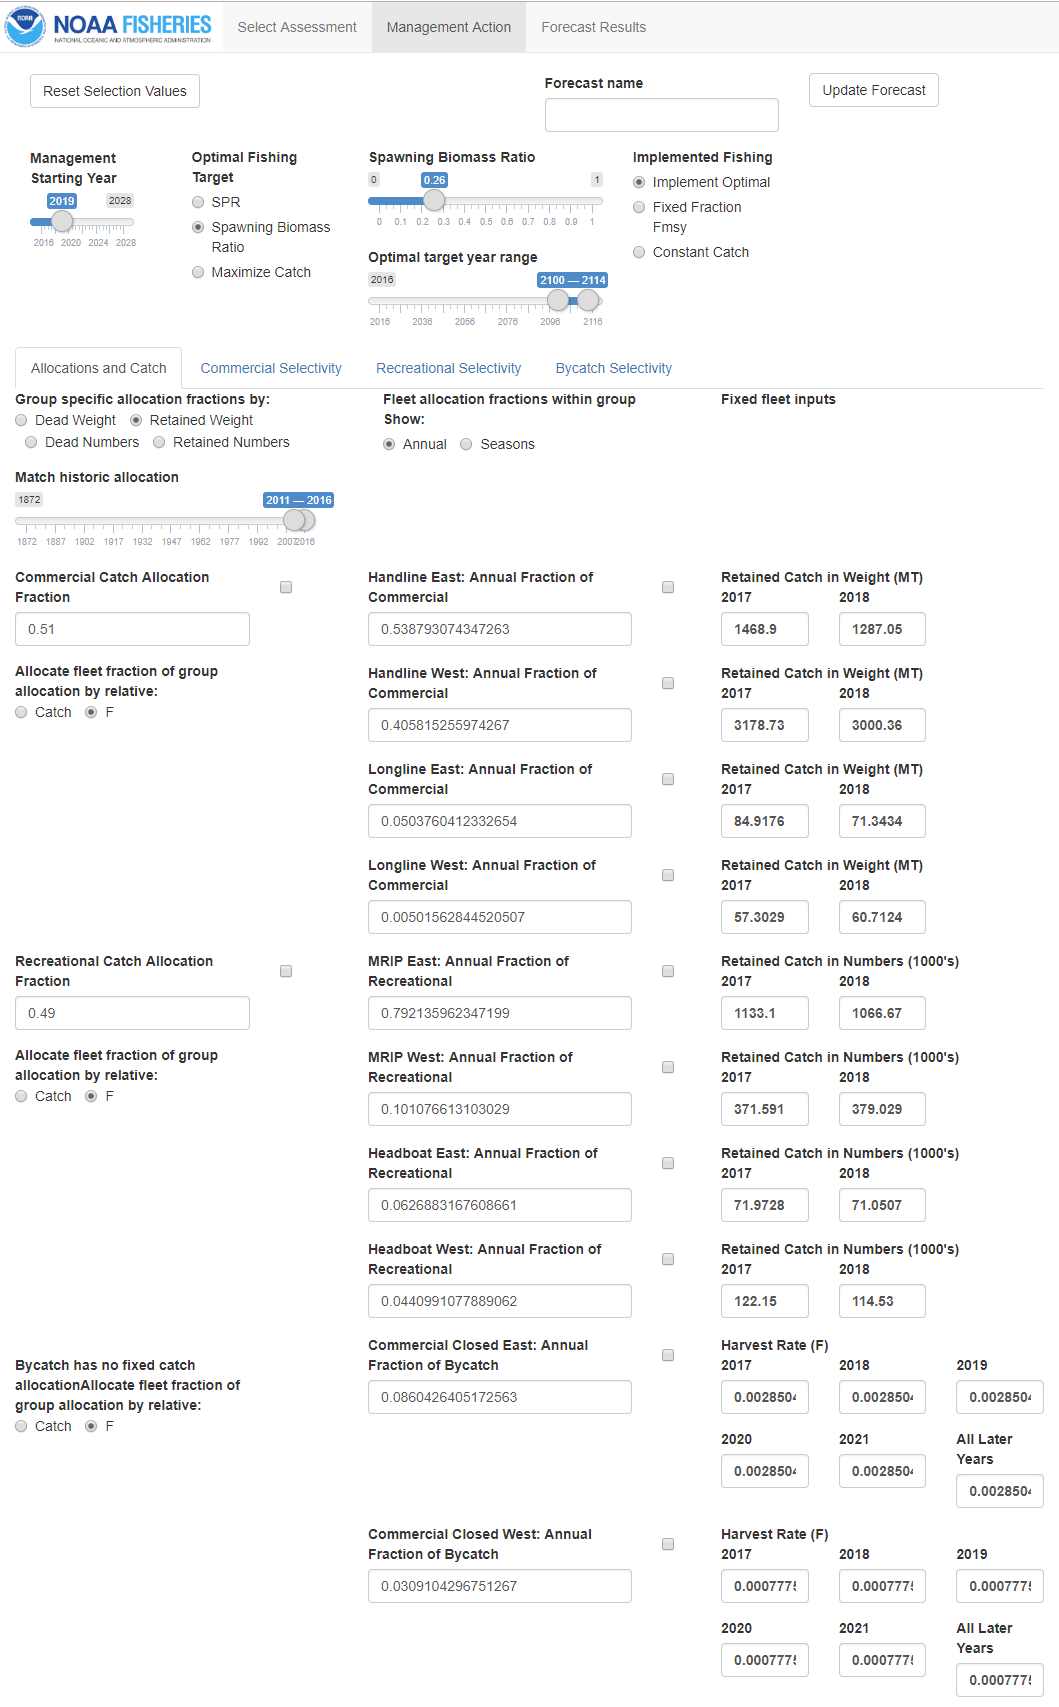 NOAA
NOAA FISHERIES
NATIONAL OCEANIC AND ATMOSPHERIC ADMINISTRATION
Select Assessment
Management Action
Forecast Results
Reset Selection Values
Forecast name
Update Forecast
Management
Starting Year
2019 2028
2016 2020 2024 2028
Optimal Fishing
Target
SPR
Spawning Biomass
Ratio
Maximize Catch
Spawning Biomass Ratio
0 0.26 1
0 0.1 0.2 0.3 0.4 0.5 0.6 0.7 0.8 0.9 1
Optimal target year range
2016 2100 — 2114
2016 2036 2056 2076 2096 2116
Implemented Fishing
Implement Optimal
Fixed Fraction
Fmsy
Constant Catch
Allocations and Catch
Commercial Selectivity
Recreational Selectivity
Bycatch Selectivity
Group specific allocation fractions by:
Dead Weight Retained Weight
Dead Numbers Retained Numbers
Fleet allocation fractions within group
Show:
Annual Seasons
Fixed fleet inputs
Match historic allocation
1872 2011 — 2016
1872 1887 1902 1917 1932 1947 1962 1977 1992 2007 2016
Commercial Catch Allocation
Fraction
0.51
Allocate fleet fraction of group
allocation by relative:
Catch F
Handline East: Annual Fraction of
Commercial
0.538793074347263
Retained Catch in Weight (MT)
2017 2018
1468.9 1287.05
Handline West: Annual Fraction of
Commercial
0.405815255974267
Retained Catch in Weight (MT)
2017 2018
3178.73 3000.36
Longline East: Annual Fraction of
Commercial
0.0503760412332654
Retained Catch in Weight (MT)
2017 2018
84.9176 71.3434
Longline West: Annual Fraction of
Commercial
0.00501562844520507
Retained Catch in Weight (MT)
2017 2018
57.3029 60.7124
Recreational Catch Allocation
Fraction
0.49
Allocate fleet fraction of group
allocation by relative:
Catch F
MRIP East: Annual Fraction of
Recreational
0.792135962347199
Retained Catch in Numbers (1000's)
2017 2018
1133.1 1066.67
MRIP West: Annual Fraction of
Recreational
0.101076613103029
Retained Catch in Numbers (1000's)
2017 2018
371.591 379.029
Headboat East: Annual Fraction of
Recreational
0.0626883167608661
Retained Catch in Numbers (1000's)
2017 2018
71.9728 71.0507
Headboat West: Annual Fraction of
Recreational
0.0440991077889062
Retained Catch in Numbers (1000's)
2017 2018
122.15 114.53
Bycatch has no fixed catch
allocationAllocate fleet fraction of
group allocation by relative:
Catch F
Commercial Closed East: Annual
Fraction of Bycatch
0.0860426405172563
Harvest Rate (F)
2017 2018 2019
0.002850 0.002850 0.002850
2020 2021 All Later
Years
0.002850 0.002850 0.002850
Commercial Closed West: Annual
Fraction of Bycatch
0.0309104296751267
Harvest Rate (F)
2017 2018 2019
0.000777 0.000777 0.000777
2020 2021 All Later
Years
0.000777 0.000777 0.000777